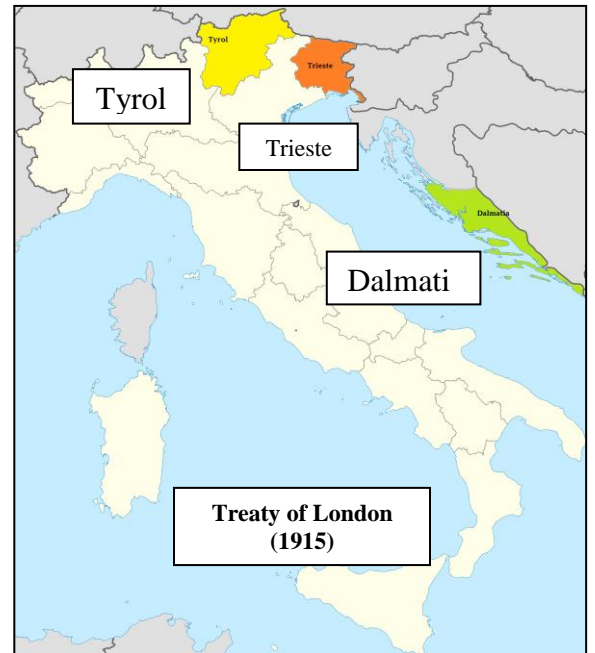 Tyrol
Trieste
Tyrol
Trieste
Dalmatia
Dalmati
Treaty of London
(1915)